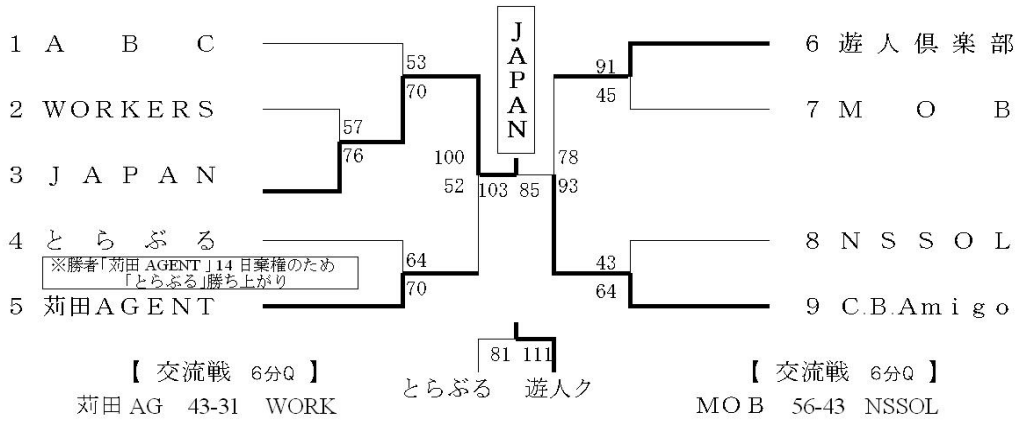 JAPAN
1 A B C
53
70
2 WORKERS
57
76
3 J A P A N
100
52
103 85
4 と ら ぶ る
※勝者「苅田 AGENT」14 日棄権のため
「とらぶる」勝ち上がり
64
70
5 苅田AGENT
6 遊人倶楽部
91
45
7 M O B
78
93
8 N S S O L
43
64
9 C.B.Amigo
81 111
とらぶる 遊人ク
【 交流戦 6分Q 】
苅田 AG 43-31 WORK
【 交流戦 6分Q 】
MOB 56-43 NSSOL